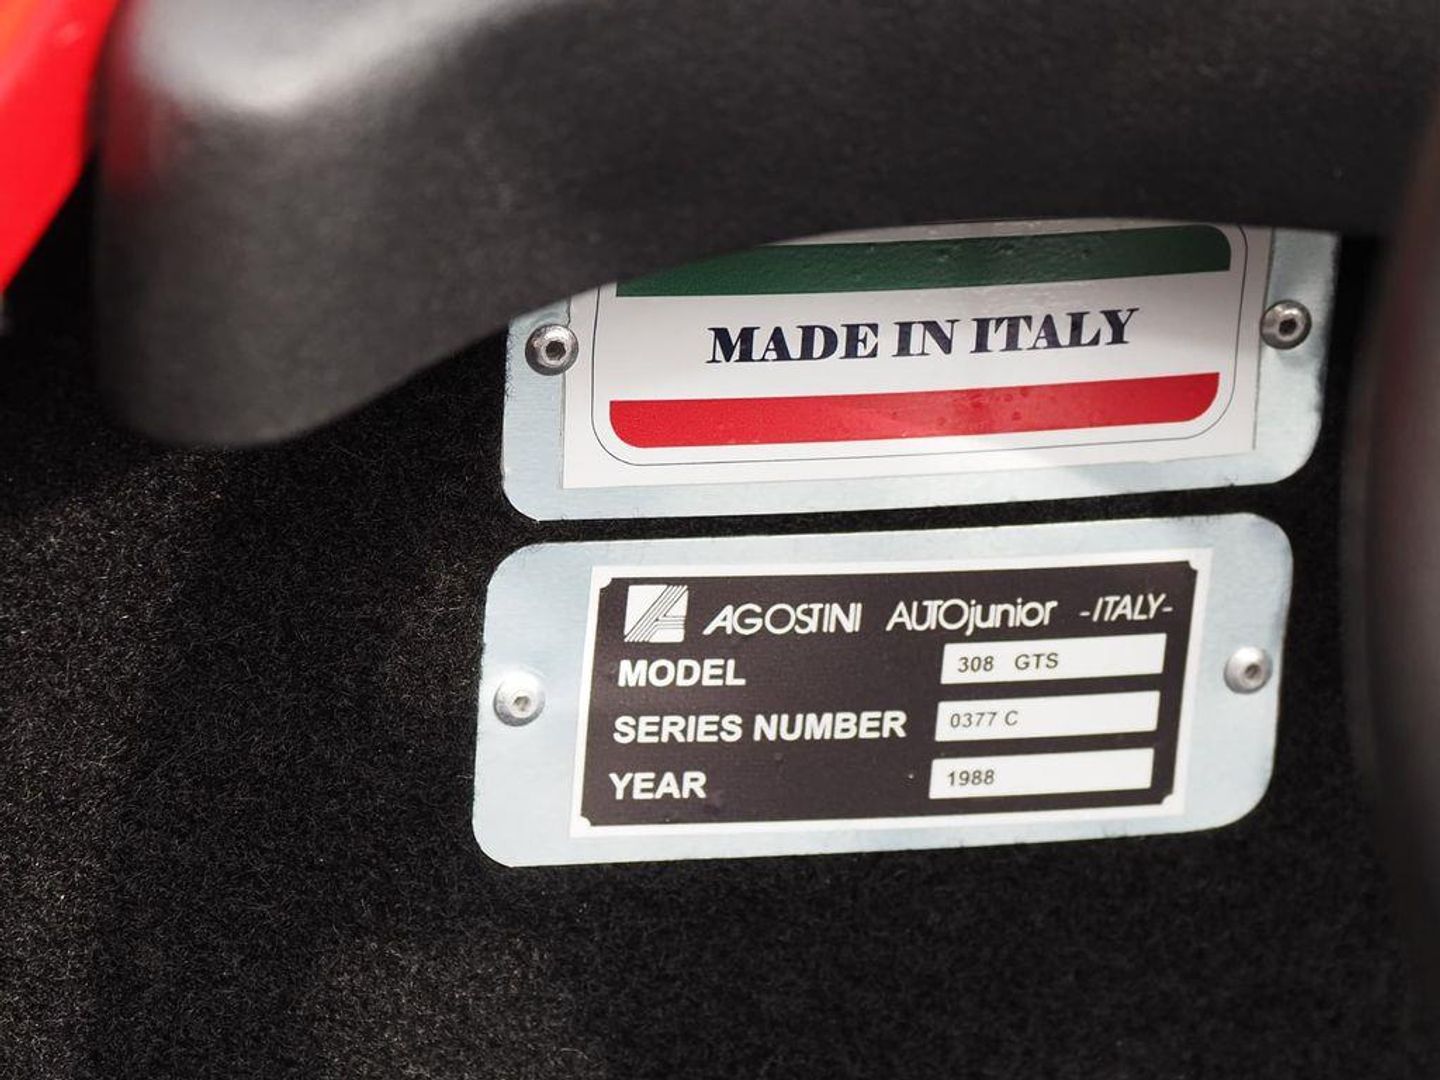 MADE IN ITALY
AGOSTINI AUTOjunior -ITALY-
MODEL 308 GTS
SERIES NUMBER 0377 C
YEAR 1988